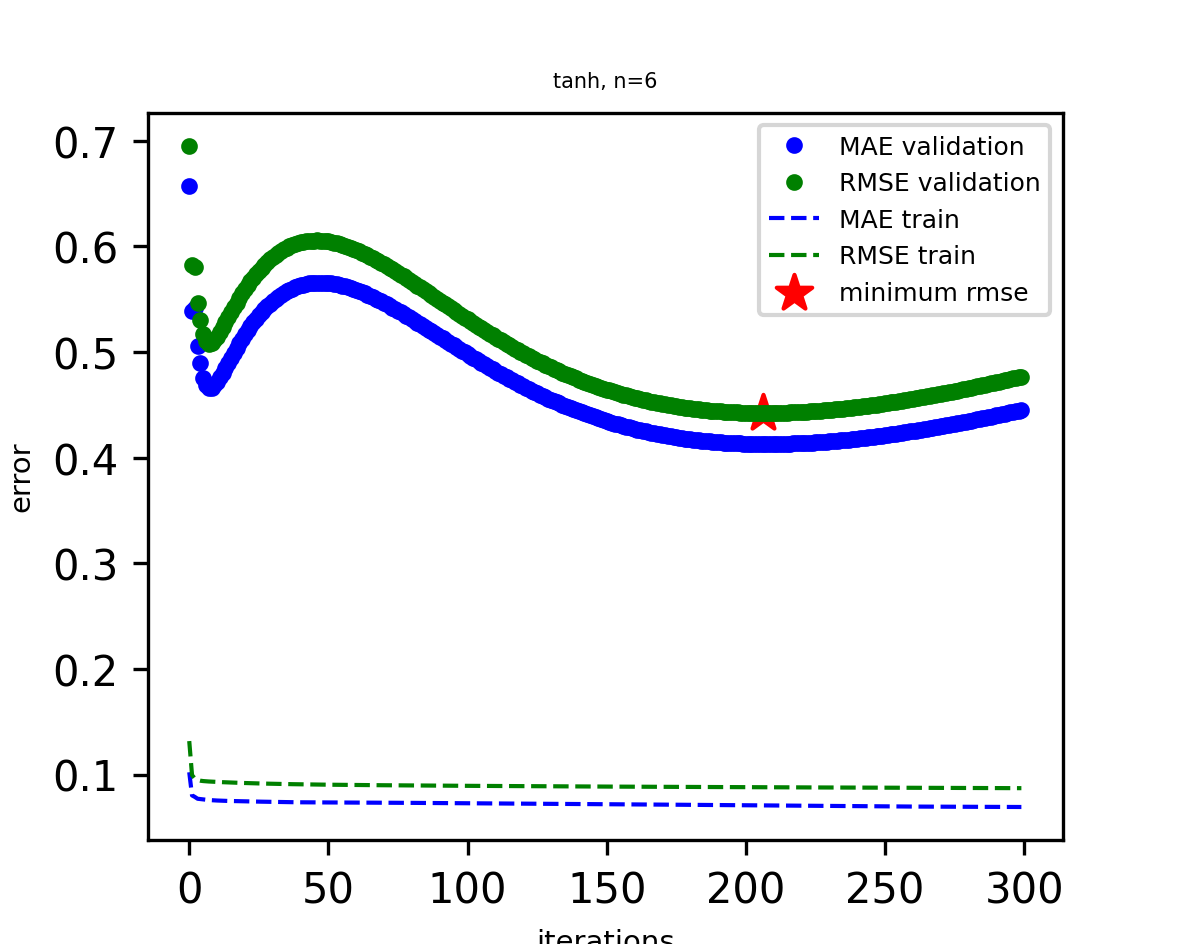 tanh, n=6
0.7
0.6
0.5
0.4
0.3
0.2
0.1
error
MAE validation
RMSE validation
MAE train
RMSE train
minimum rmse
0 50 100 150 200 250 300
iterations